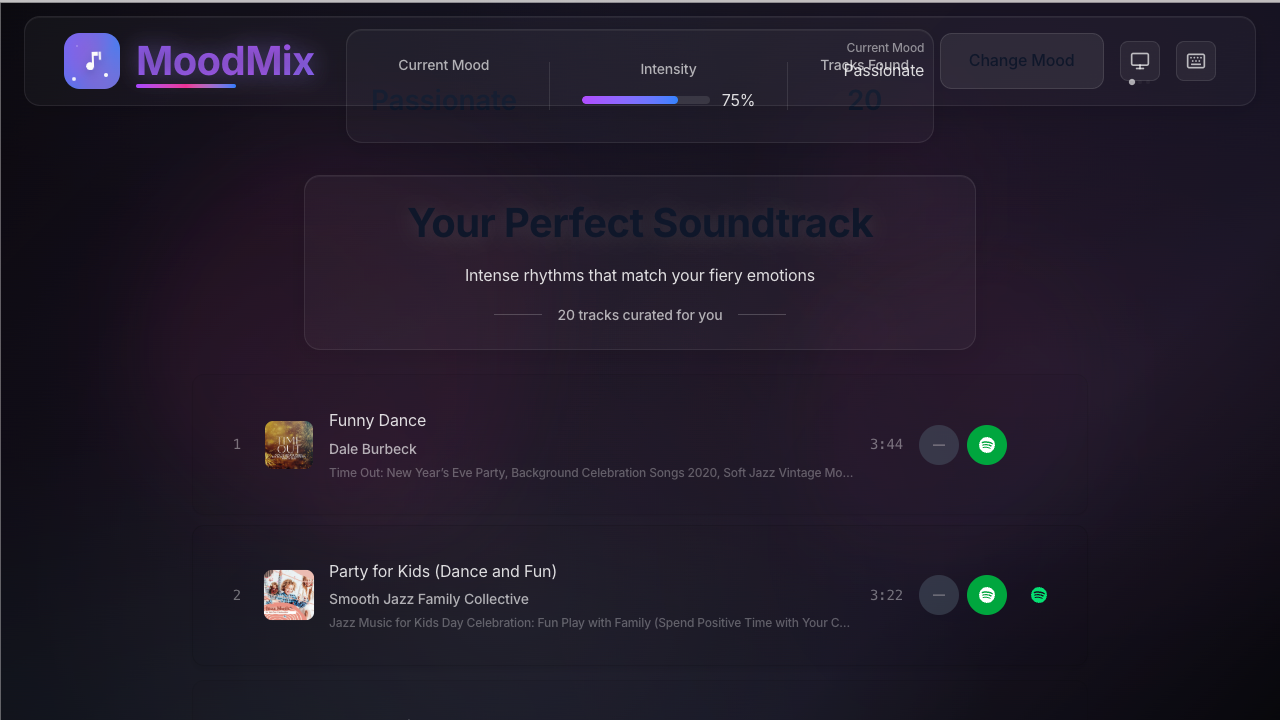 MoodMix
Current Mood
Passionate
Intensity
75%
Tracks Found
20
Current Mood
Passionate
Change Mood
Your Perfect Soundtrack
Intense rhythms that match your fiery emotions
20 tracks curated for you
1
Funny Dance
Dale Burbeck
Time Out: New Year’s Eve Party, Background Celebration Songs 2020, Soft Jazz Vintage Mo...
3:44
TIME
OUT
2
Party for Kids (Dance and Fun)
Smooth Jazz Family Collective
Jazz Music for Kids Day Celebration: Fun Play with Family (Spend Positive Time with Your C...
3:22